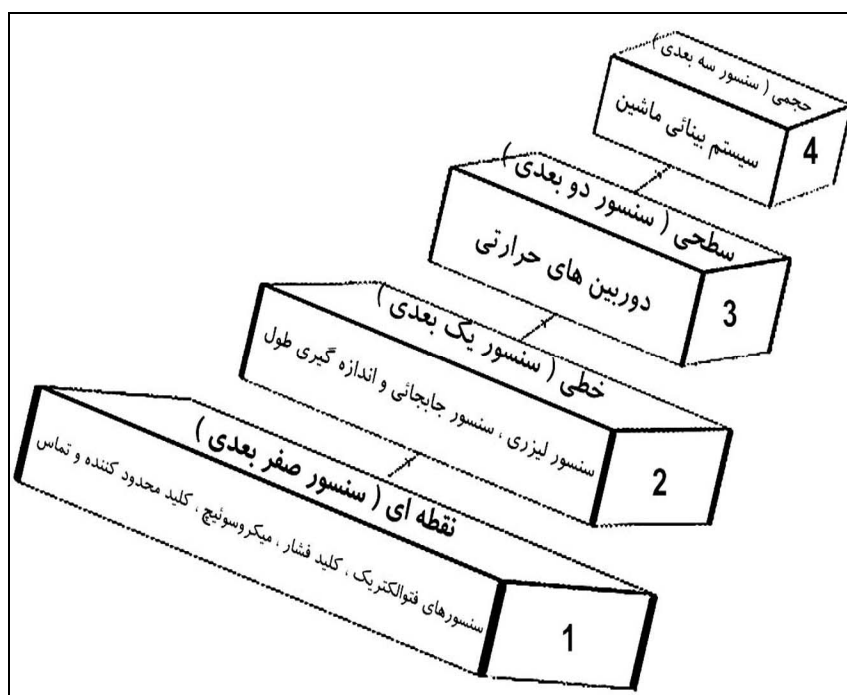 حجمی ( سنسور سه بعدی )
سیستم بینائی ماشین
4
سطحی ( سنسور دو بعدی )
دوربین های حرارتی
3
خطی ( سنسور یک بعدی )
سنسور لیزری ، سنسور جابجائی و اندازه گیری طول
2
نقطه ای ( سنسور صفر بعدی )
سنسورهای فتوالکتریک ، کلید فشار ، میکروسوئیچ ، کلید محدود کننده و تماس
1